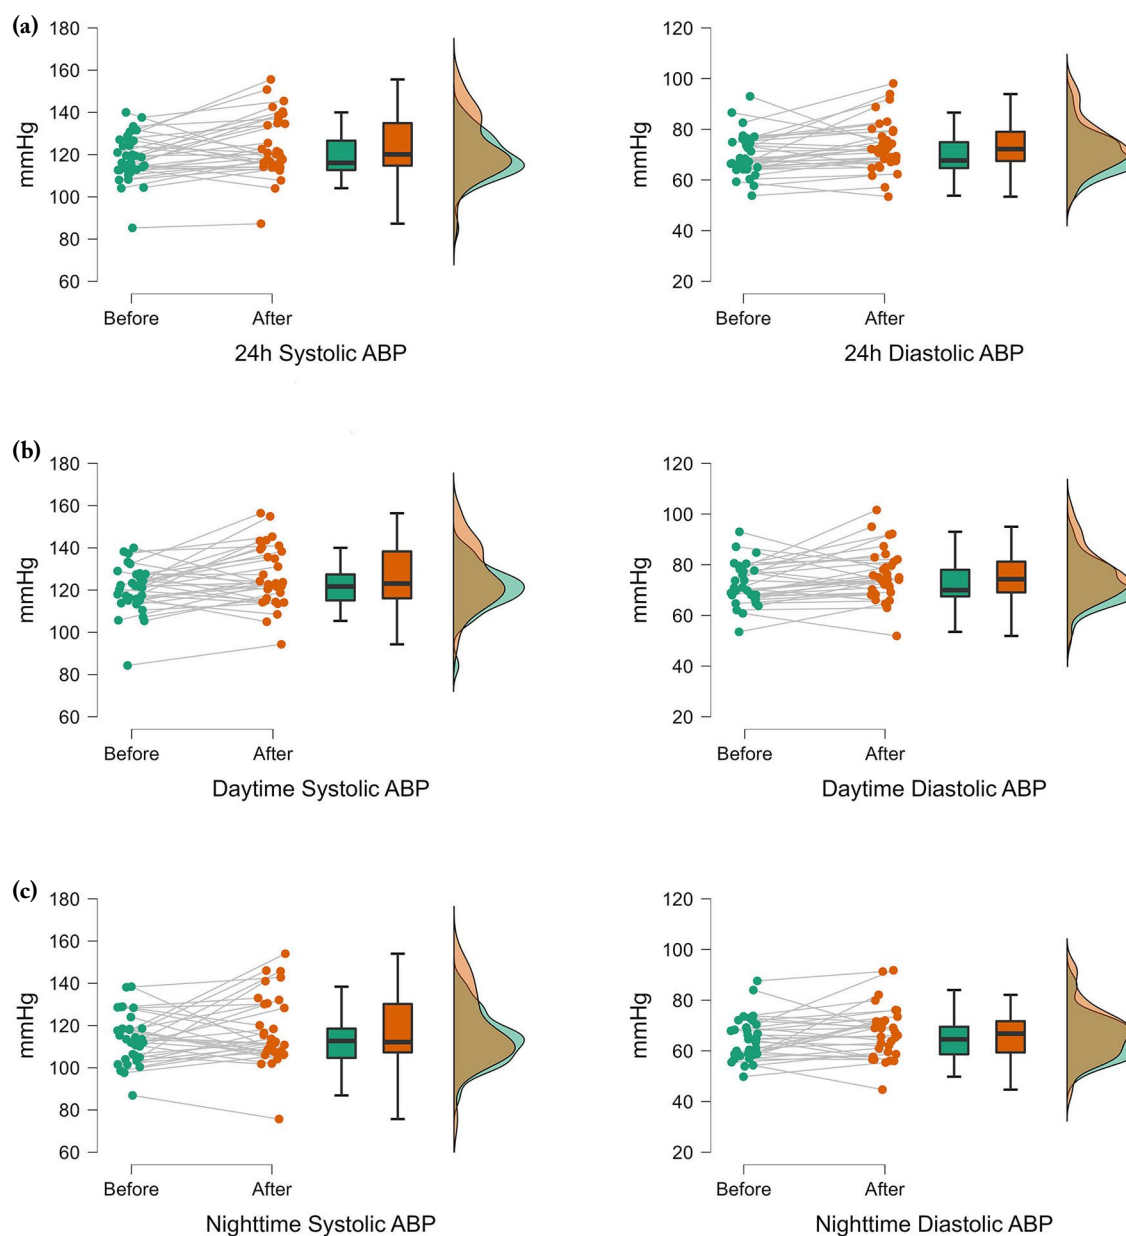 (a)
180
160
140
120
100
80
60
mmHg
Before After
24h Systolic ABP
120
100
80
60
40
20
mmHg
Before After
24h Diastolic ABP
(b)
180
160
140
120
100
80
60
mmHg
Before After
Daytime Systolic ABP
120
100
80
60
40
20
mmHg
Before After
Daytime Diastolic ABP
(c)
180
160
140
120
100
80
60
mmHg
Before After
Nighttime Systolic ABP
120
100
80
60
40
20
mmHg
Before After
Nighttime Diastolic ABP